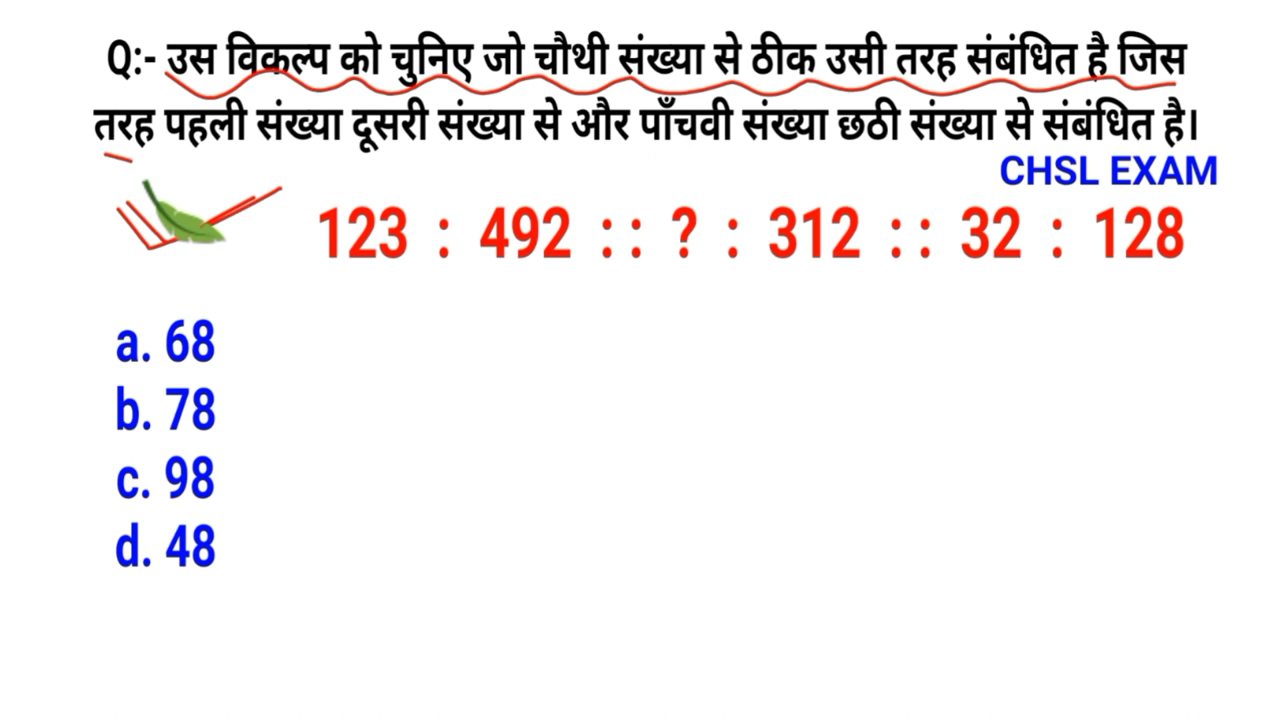 Q:- उस विकल्प को चुनिए जो चौथी संख्या से ठीक उसी तरह संबंधित है जिस
तरह पहली संख्या दूसरी संख्या से और पाँचवी संख्या छठी संख्या से संबंधित है।
CHSL EXAM
123 : 492 : : ? : 312 : : 32 : 128
a. 68
b. 78
c. 98
d. 48